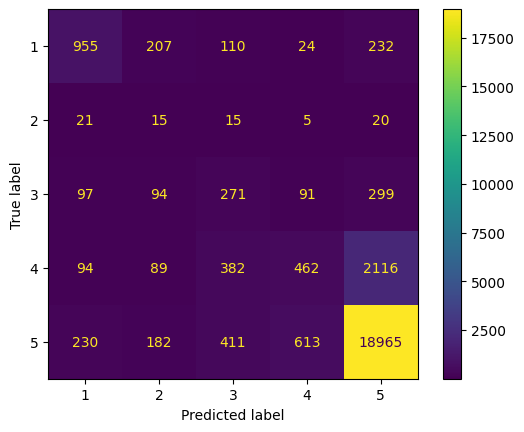 17500
1 955 207 110 24 232
15000
2 21 15 15 5 20
12500
10000
3 97 94 271 91 299
7500
4 94 89 382 462 2116
5000
5 230 182 411 613 18965
2500
1 2 3 4 5
True label
Predicted label